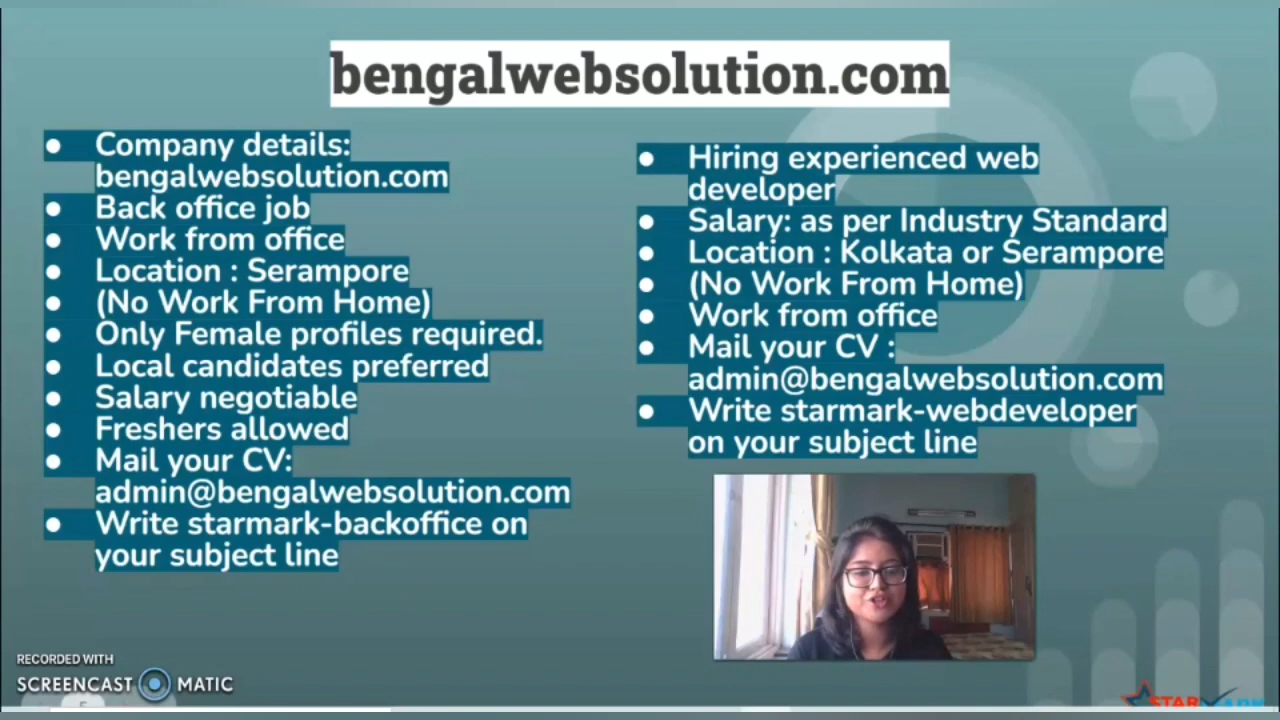 bengalwebsolution.com
● Company details:
bengalwebsolution.com
● Back office job
● Work from office
● Location : Serampore
● (No Work From Home)
● Only Female profiles required.
● Local candidates preferred
● Salary negotiable
● Freshers allowed
● Mail your CV:
admin@bengalwebsolution.com
● Write starmark-backoffice on
your subject line
● Hiring experienced web
developer
● Salary: as per Industry Standard
● Location : Kolkata or Serampore
● (No Work From Home)
● Work from office
● Mail your CV :
admin@bengalwebsolution.com
● Write starmark-webdeveloper
on your subject line
RECORDED WITH
SCREENCAST MATIC